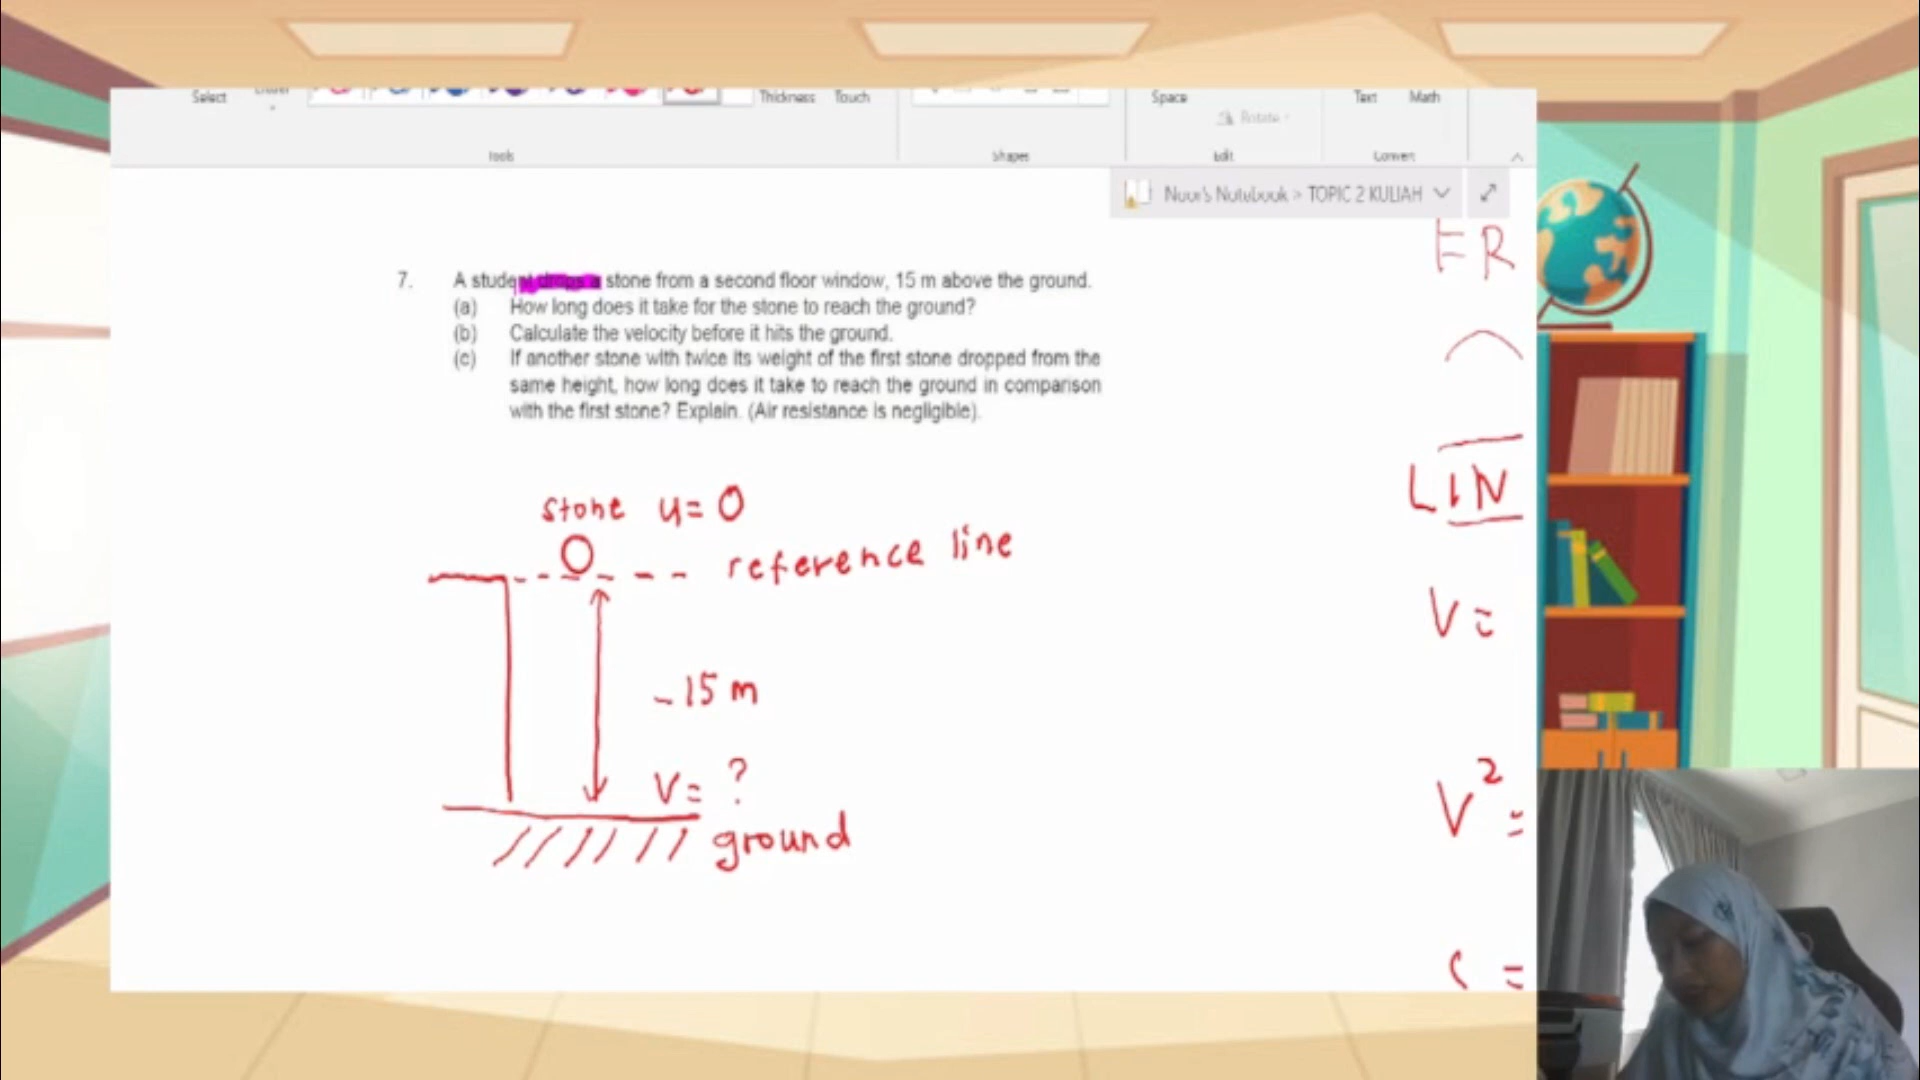 Select
Thickness
Touch
Space
Text
Math
Rotate
Tools
Shapes
Edit
Convert
Noor's Notebook > TOPIC 2 KULIAH
7. A student drops a stone from a second floor window, 15 m above the ground.
(a) How long does it take for the stone to reach the ground?
(b) Calculate the velocity before it hits the ground.
(c) If another stone with twice its weight of the first stone dropped from the
same height, how long does it take to reach the ground in comparison
with the first stone? Explain. (Air resistance is negligible).
stone u = 0
reference line
-15 m
V = ?
ground
FR
LIN
V =
V² =
=